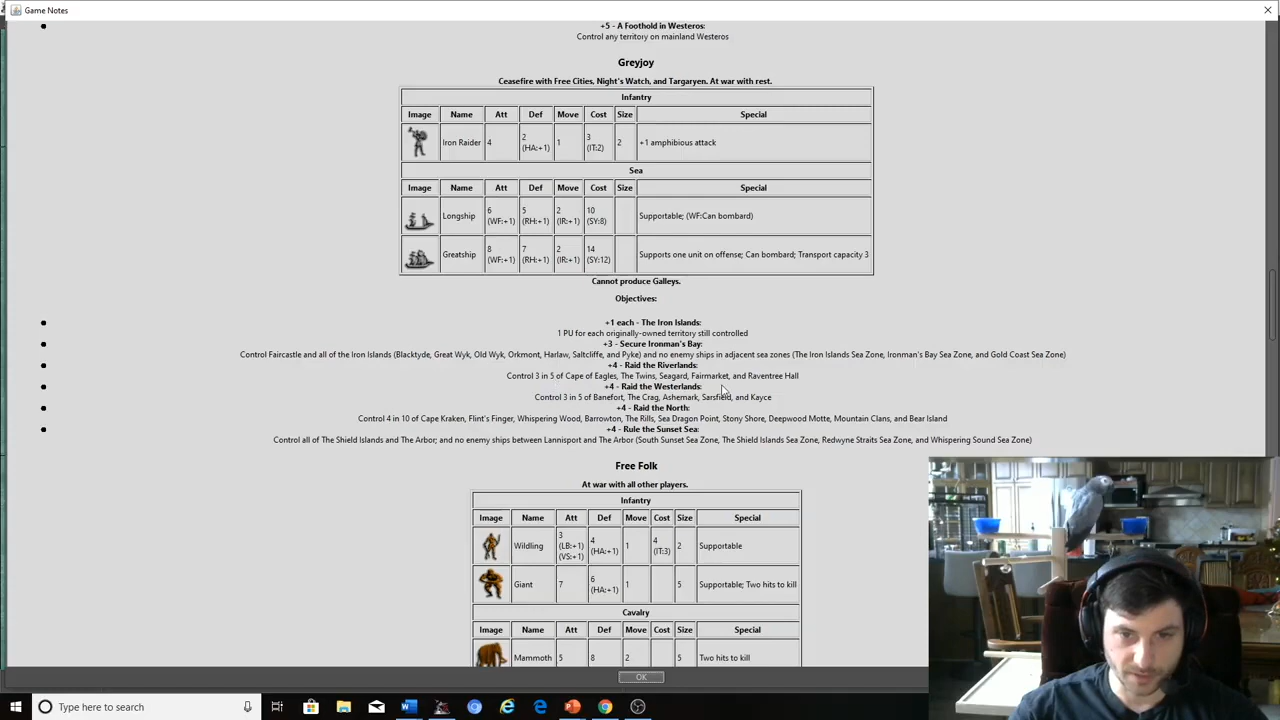 Game Notes
+5 - A Foothold in Westeros:
Control any territory on mainland Westeros
Greyjoy
Ceasefire with Free Cities, Night's Watch, and Targaryen. At war with rest.
Infantry
Image Name Att Def Move Cost Size Special
Iron Raider 4 2 (HA:+1) 1 3 (IT:2) 2 +1 amphibious attack
Sea
Image Name Att Def Move Cost Size Special
Longship 6 (WF:+1) 5 (RH:+1) 2 (IR:+1) 10 (SY:8) Supportable; (WF:Can bombard)
Greatship 8 (WF:+1) 7 (RH:+1) 2 (IR:+1) 14 (SY:12) Supports one unit on offense; Can bombard; Transport capacity 3
Cannot produce Galleys.
Objectives:
+1 each - The Iron Islands:
1 PU for each originally-owned territory still controlled
+3 - Secure Ironman's Bay:
Control Faircastle and all of the Iron Islands (Blacktyde, Great Wyk, Old Wyk, Orkmont, Harlaw, Saltcliffe, and Pyke) and no enemy ships in adjacent sea zones (The Iron Islands Sea Zone, Ironman's Bay Sea Zone, and Gold Coast Sea Zone)
+4 - Raid the Riverlands:
Control 3 in 5 of Cape of Eagles, The Twins, Seagard, Fairmarket, and Raventree Hall
+4 - Raid the Westerlands:
Control 3 in 5 of Banefort, The Crag, Ashemark, Sarsfield, and Kayce
+4 - Raid the North:
Control 4 in 10 of Cape Kraken, Flint's Finger, Whispering Wood, Barrowton, The Rills, Sea Dragon Point, Stony Shore, Deepwood Motte, Mountain Clans, and Bear Island
+4 - Rule the Sunset Sea:
Control all of The Shield Islands and The Arbor; and no enemy ships between Lannisport and The Arbor (South Sunset Sea Zone, The Shield Islands Sea Zone, Redwyne Straits Sea Zone, and Whispering Sound Sea Zone)
Free Folk
At war with all other players.
Infantry
Image Name Att Def Move Cost Size Special
Wildling 3 (LB:+1) (VS:+1) 4 (HA:+1) 1 4 (IT:3) 2 Supportable
Giant 7 6 (HA:+1) 1 5 Supportable; Two hits to kill
Cavalry
Image Name Att Def Move Cost Size Special
Mammoth 5 8 2 5 Two hits to kill
OK
Type here to search